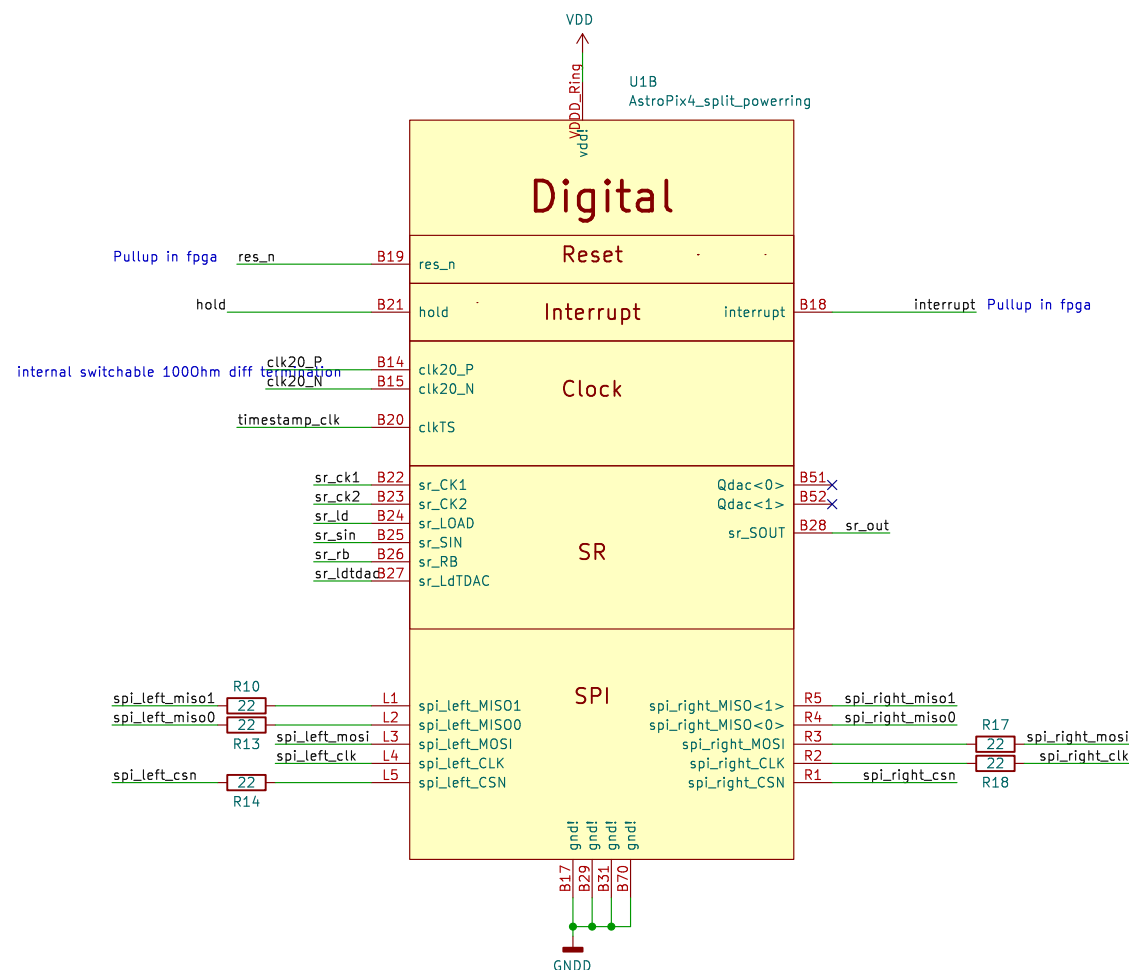 VDD
VDDD_Ring
U1B
AstroPix4_split_powerring
vdd!
Digital
Pullup in fpga
res_n
B19
res_n
Reset
hold
B21
hold
Interrupt
interrupt
B18
interrupt
Pullup in fpga
internal switchable 100Ohm diff termination
clk20_P
B14
clk20_P
clk20_N
B15
clk20_N
Clock
timestamp_clk
B20
clkTS
sr_ck1
B22
sr_CK1
Qdac<0>
B51
sr_ck2
B23
sr_CK2
Qdac<1>
B52
sr_ld
B24
sr_LOAD
sr_SOUT
B28
sr_out
sr_sin
B25
sr_SIN
SR
sr_rb
B26
sr_RB
sr_ldtdac
B27
sr_LdTDAC
R10
SPI
spi_left_miso1
22
L1
spi_left_MISO1
spi_right_MISO<1>
R5
spi_right_miso1
spi_left_miso0
22
L2
spi_left_MISO0
spi_right_MISO<0>
R4
spi_right_miso0
R13
R17
spi_left_mosi
L3
spi_left_MOSI
spi_right_MOSI
R3
22
spi_right_mosi
spi_left_clk
L4
spi_left_CLK
spi_right_CLK
R2
22
spi_right_clk
spi_left_csn
22
L5
spi_left_CSN
spi_right_CSN
R1
spi_right_csn
R14
R18
gnd!
gnd!
gnd!
gnd!
B17
B29
B31
B70
GNDD